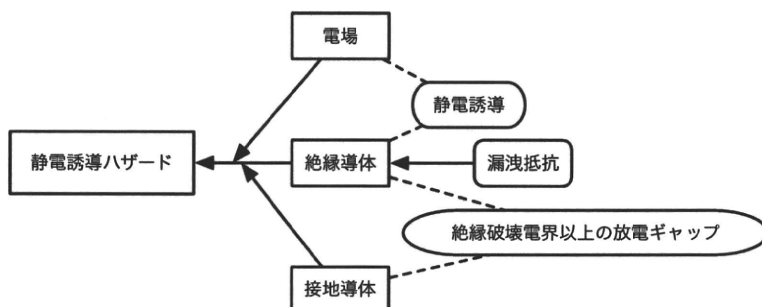 電場
静電誘導
静電誘導ハザード
絶縁導体
漏洩抵抗
絶縁破壊電界以上の放電ギャップ
接地導体